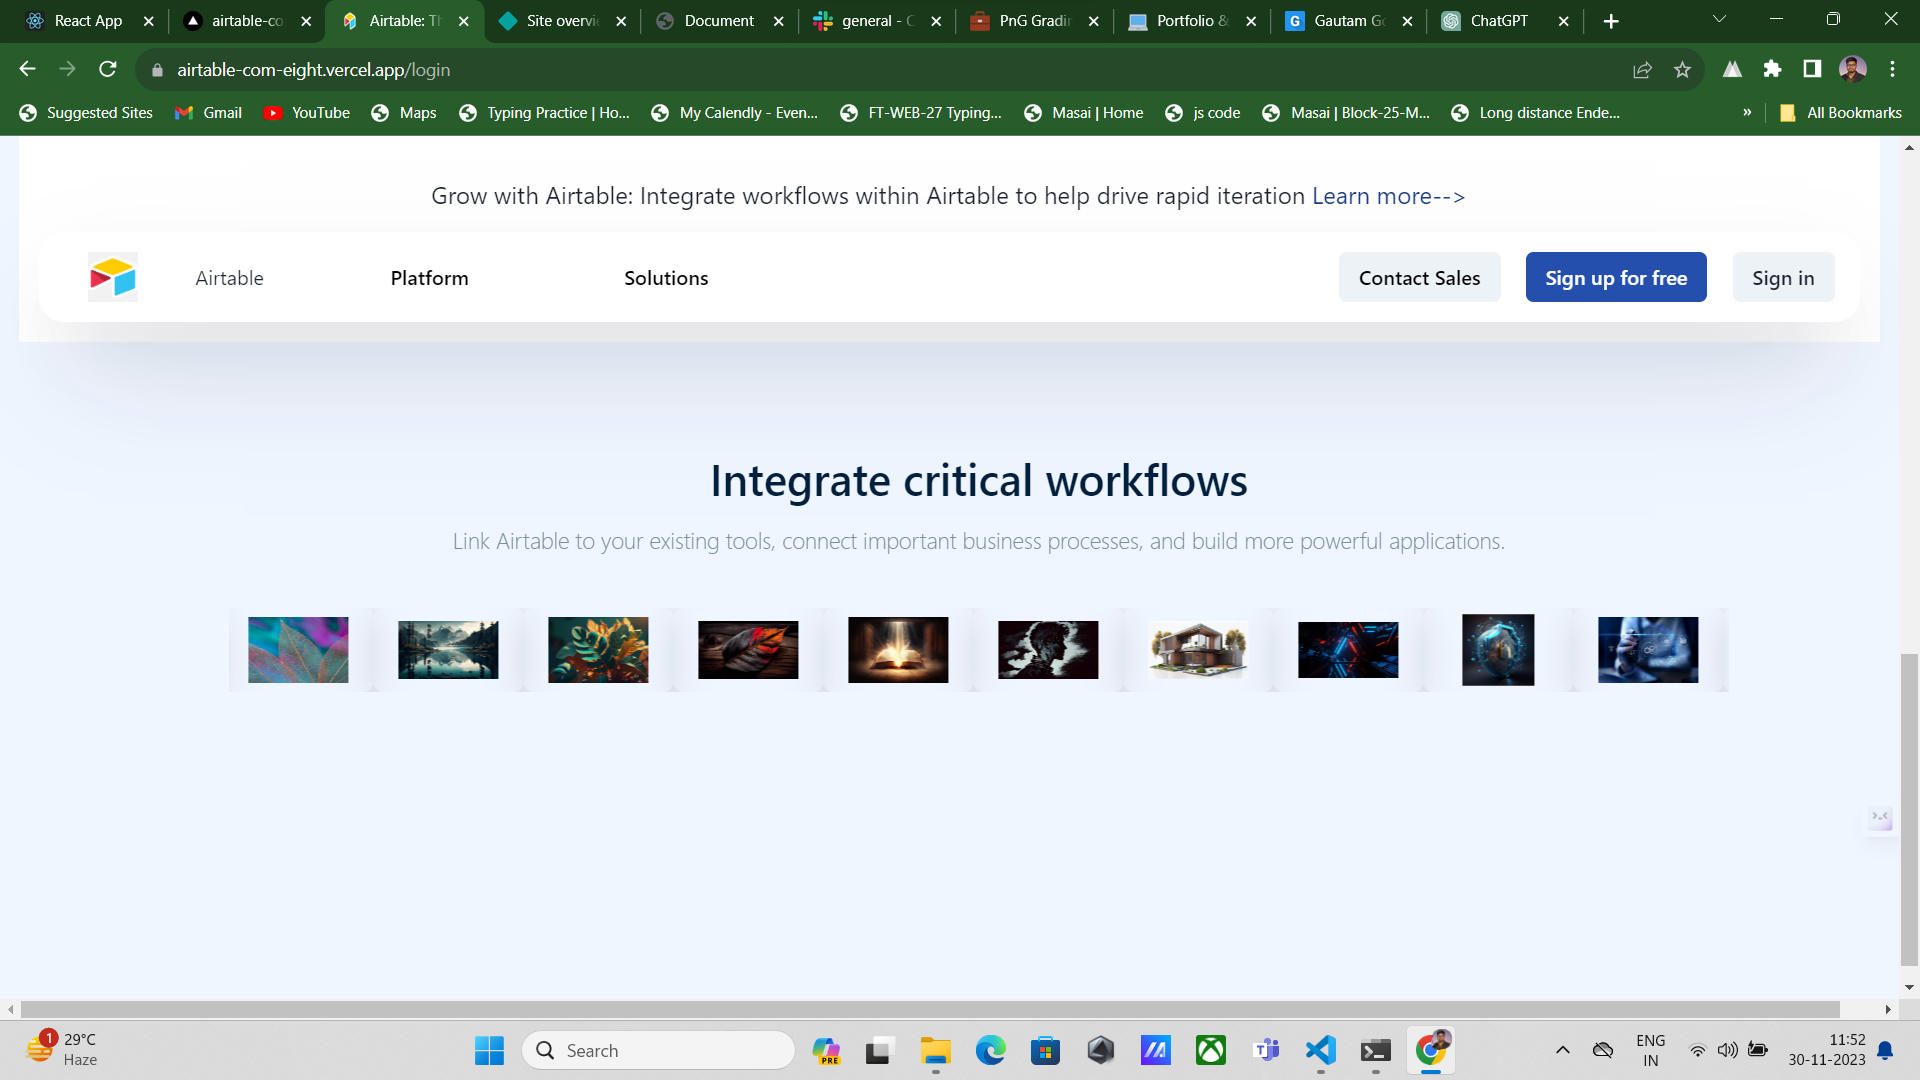 React App
airtable-co
Airtable: Th
Site overvie
Document
general - C
PnG Gradin
Portfolio &
Gautam Go
ChatGPT
airtable-com-eight.vercel.app/login
Suggested Sites
Gmail
YouTube
Maps
Typing Practice | Ho...
My Calendly - Even...
FT-WEB-27 Typing...
Masai | Home
js code
Masai | Block-25-M...
Long distance Ende...
»
All Bookmarks
Grow with Airtable: Integrate workflows within Airtable to help drive rapid iteration Learn more-->
Airtable
Platform
Solutions
Contact Sales
Sign up for free
Sign in
Integrate critical workflows
Link Airtable to your existing tools, connect important business processes, and build more powerful applications.
1
29°C
Haze
Search
PRE
ENG
IN
11:52
30-11-2023